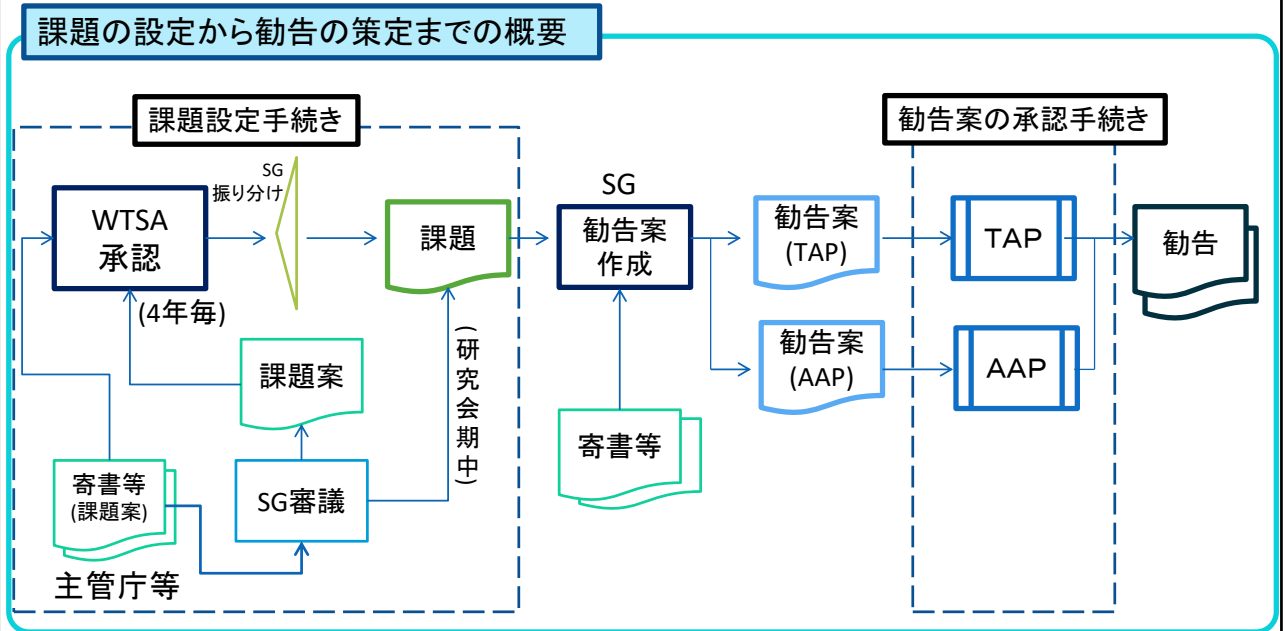 課題の設定から勧告の策定までの概要
課題設定手続き
勧告案の承認手続き
SG
振り分け
WTSA
承認
(4年毎)
課題
SG
勧告案
作成
勧告案
(TAP)
TAP
勧告
課題案
(研究会期中)
勧告案
(AAP)
AAP
寄書等
(課題案)
SG審議
寄書等
主管庁等